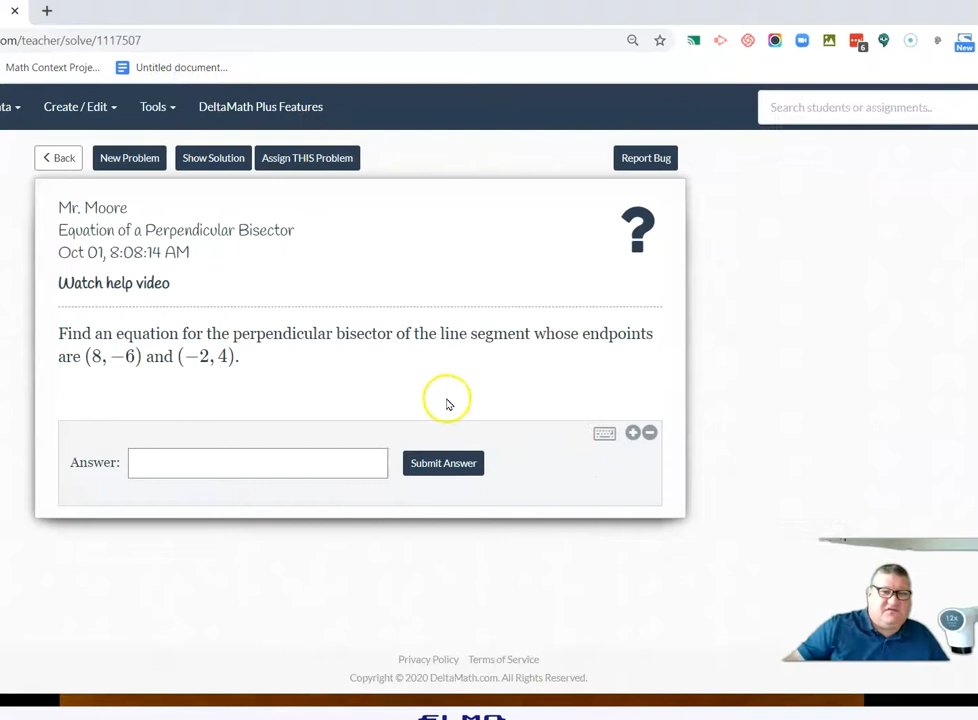 om/teacher/solve/1117507
6
New
Math Context Proje...
Untitled document...
ta
Create / Edit
Tools
DeltaMath Plus Features
Search students or assignments..
Back
New Problem
Show Solution
Assign THIS Problem
Report Bug
Mr. Moore
Equation of a Perpendicular Bisector
Oct 01, 8:08:14 AM
?
Watch help video
Find an equation for the perpendicular bisector of the line segment whose endpoints
are (8, −6) and (−2, 4).
Answer:
Submit Answer
12x
Privacy Policy Terms of Service
Copyright © 2020 DeltaMath.com. All Rights Reserved.